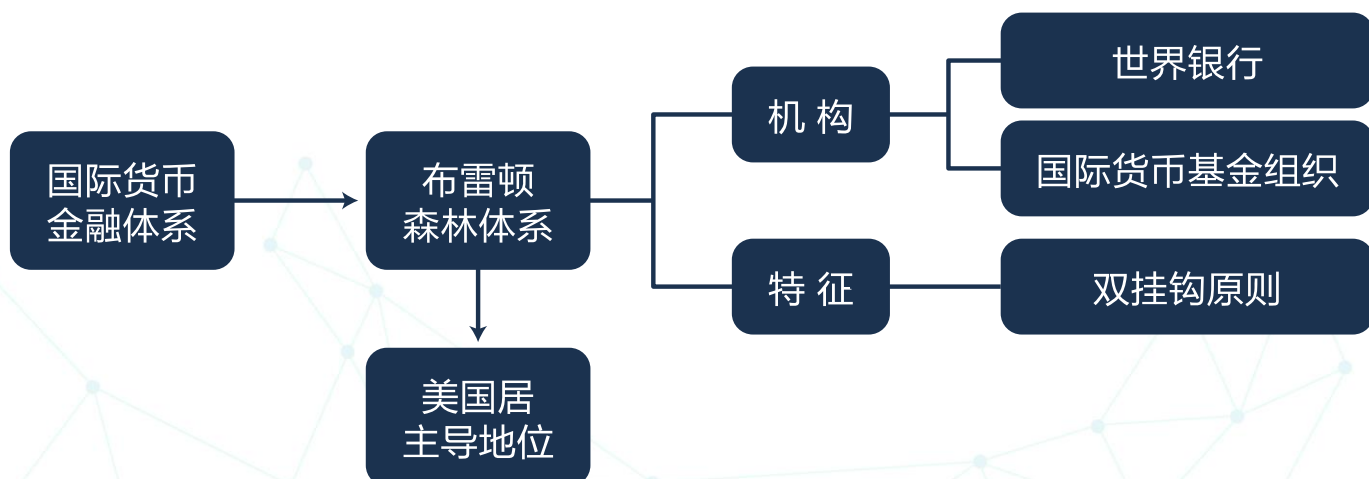 国际货币
金融体系
布雷顿
森林体系
机 构
世界银行
国际货币基金组织
特 征
双挂钩原则
美国居
主导地位